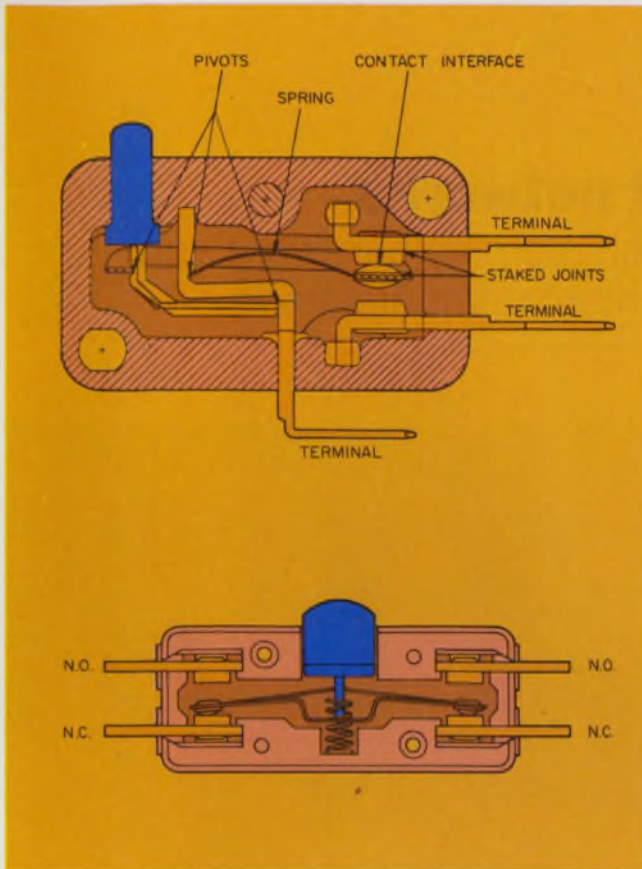 PIVOTS
CONTACT INTERFACE
SPRING
TERMINAL
STAKED JOINTS
TERMINAL
TERMINAL
N.O.
N.O.
N.C.
N.C.